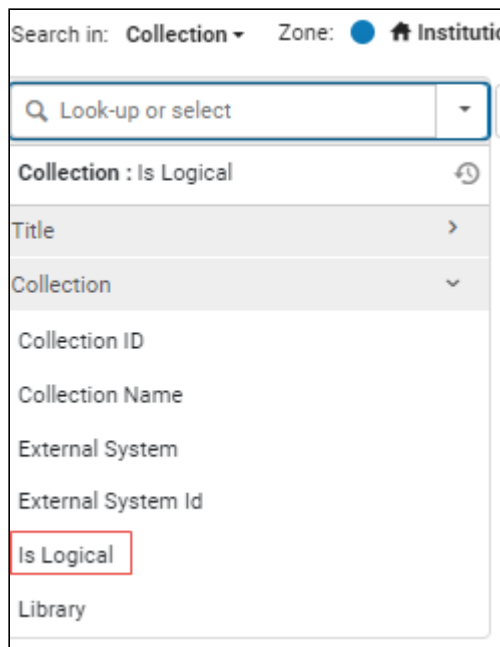 Search in: Collection Zone: Institutio
Look-up or select
Collection : Is Logical
Title
Collection
Collection ID
Collection Name
External System
External System Id
Is Logical
Library